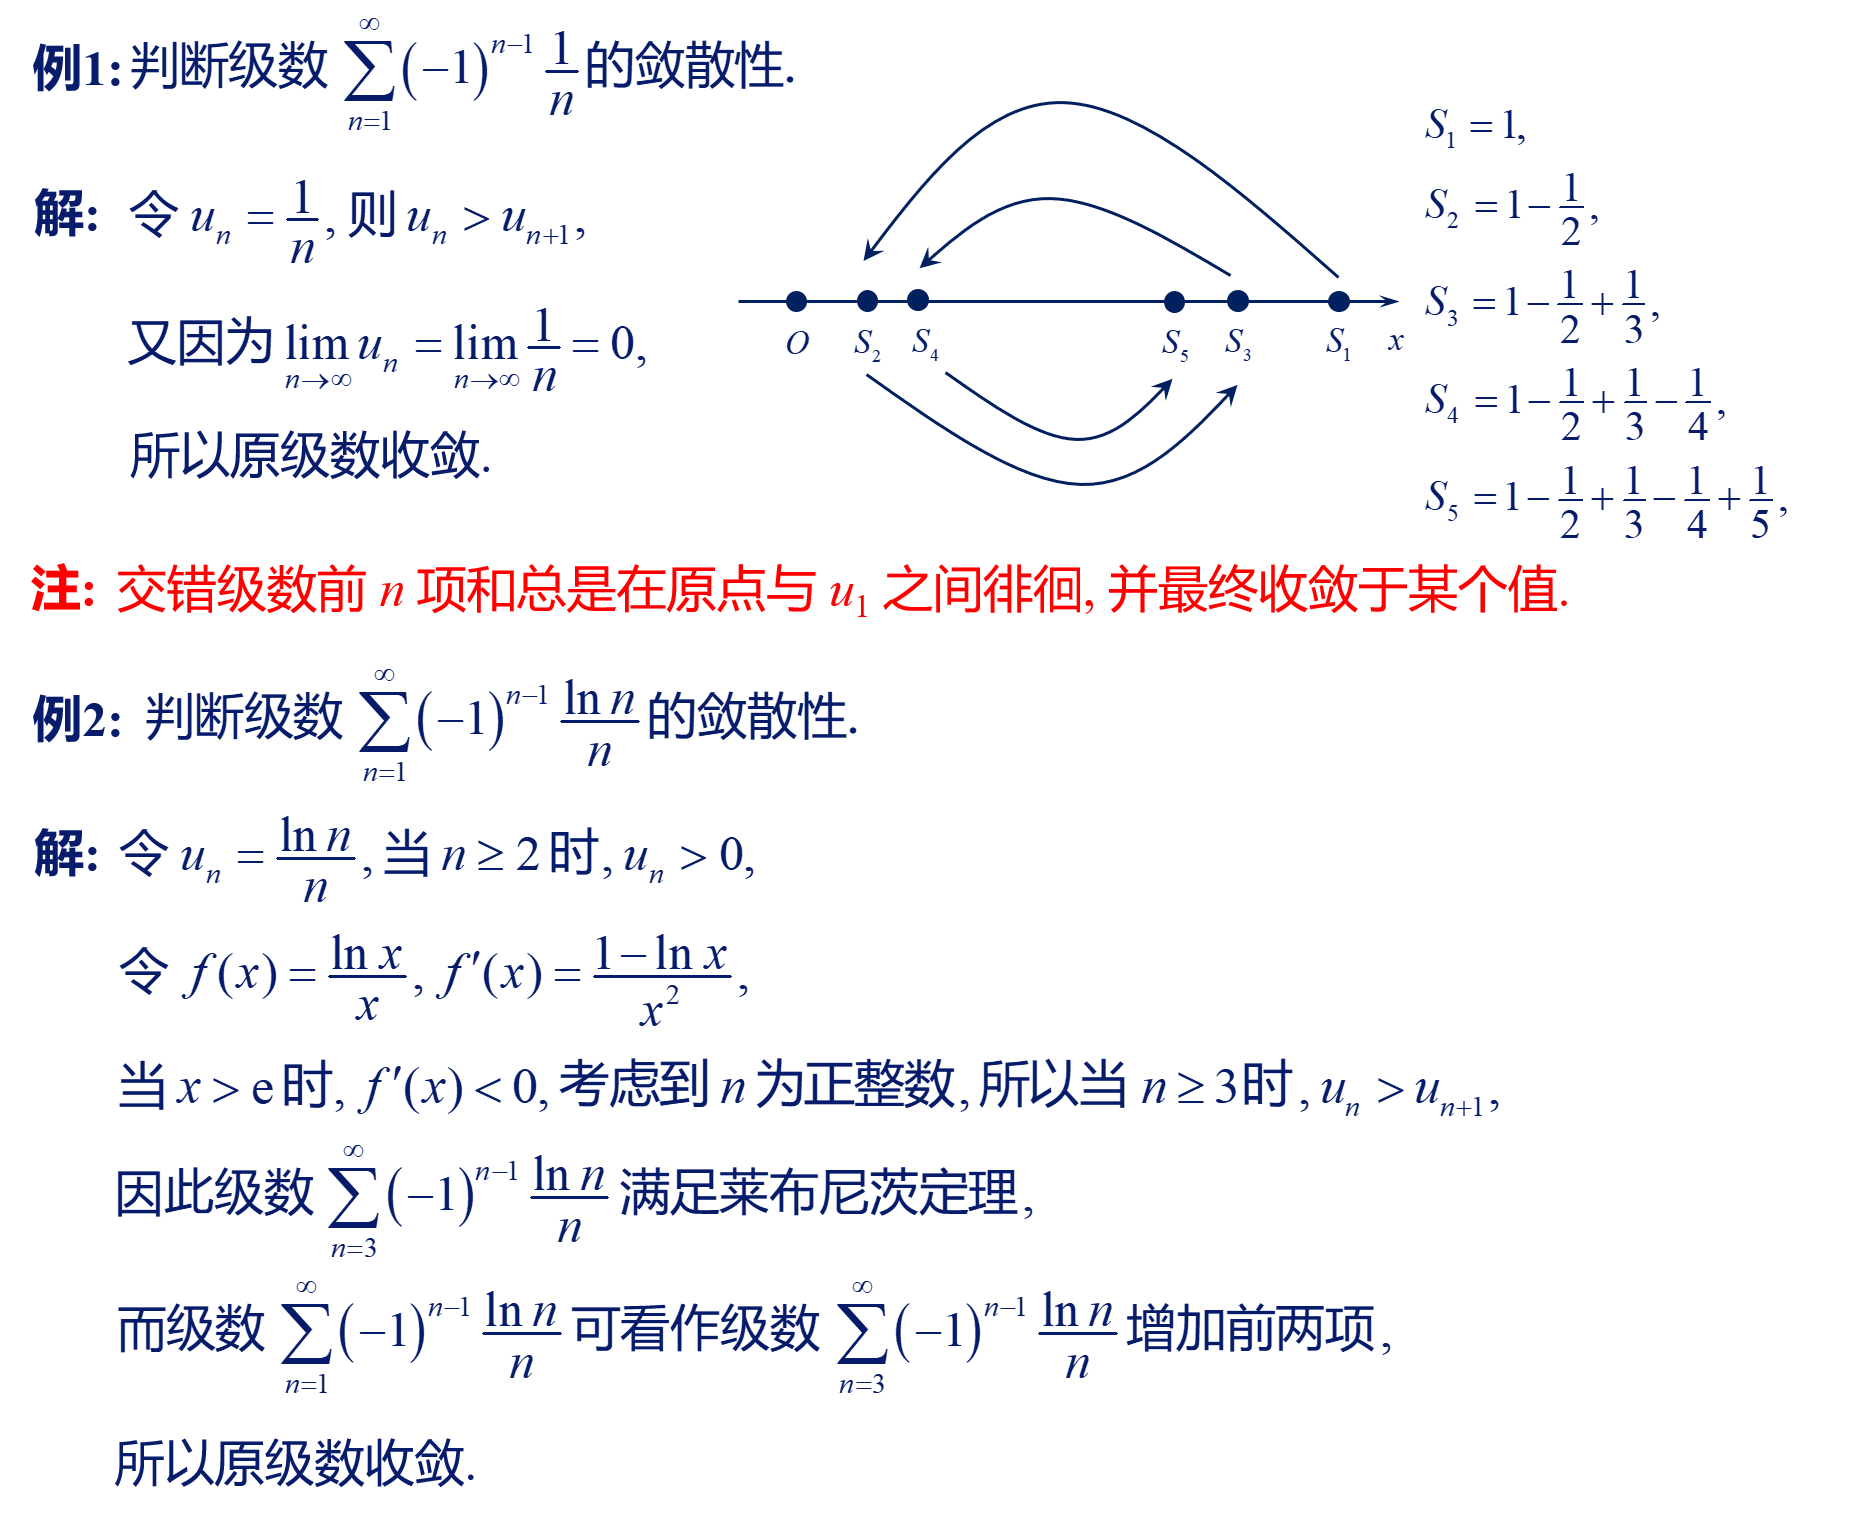 例1: 判断级数 $\sum_{n=1}^{\infty}(-1)^{n-1}\frac{1}{n}$ 的敛散性.
解: 令 $u_n=\frac{1}{n}$, 则 $u_n>u_{n+1}$,
又因为 $\lim_{n\to\infty}u_n=\lim_{n\to\infty}\frac{1}{n}=0$,
所以原级数收敛.
O S₂ S₄ S₅ S₃ S₁ x
$S_1=1$,
$S_2=1-\frac{1}{2}$,
$S_3=1-\frac{1}{2}+\frac{1}{3}$,
$S_4=1-\frac{1}{2}+\frac{1}{3}-\frac{1}{4}$,
$S_5=1-\frac{1}{2}+\frac{1}{3}-\frac{1}{4}+\frac{1}{5}$,
注: 交错级数前 n 项和总是在原点与 $u_1$ 之间徘徊, 并最终收敛于某个值.
例2: 判断级数 $\sum_{n=1}^{\infty}(-1)^{n-1}\frac{\ln n}{n}$ 的敛散性.
解: 令 $u_n=\frac{\ln n}{n}$, 当 $n\geq 2$ 时, $u_n>0$,
令 $f(x)=\frac{\ln x}{x}$, $f'(x)=\frac{1-\ln x}{x^2}$,
当 $x>\mathrm{e}$ 时, $f'(x)<0$, 考虑到 n 为正整数, 所以当 $n\geq 3$ 时, $u_n>u_{n+1}$,
因此级数 $\sum_{n=3}^{\infty}(-1)^{n-1}\frac{\ln n}{n}$ 满足莱布尼茨定理,
而级数 $\sum_{n=1}^{\infty}(-1)^{n-1}\frac{\ln n}{n}$ 可看作级数 $\sum_{n=3}^{\infty}(-1)^{n-1}\frac{\ln n}{n}$ 增加前两项,
所以原级数收敛.